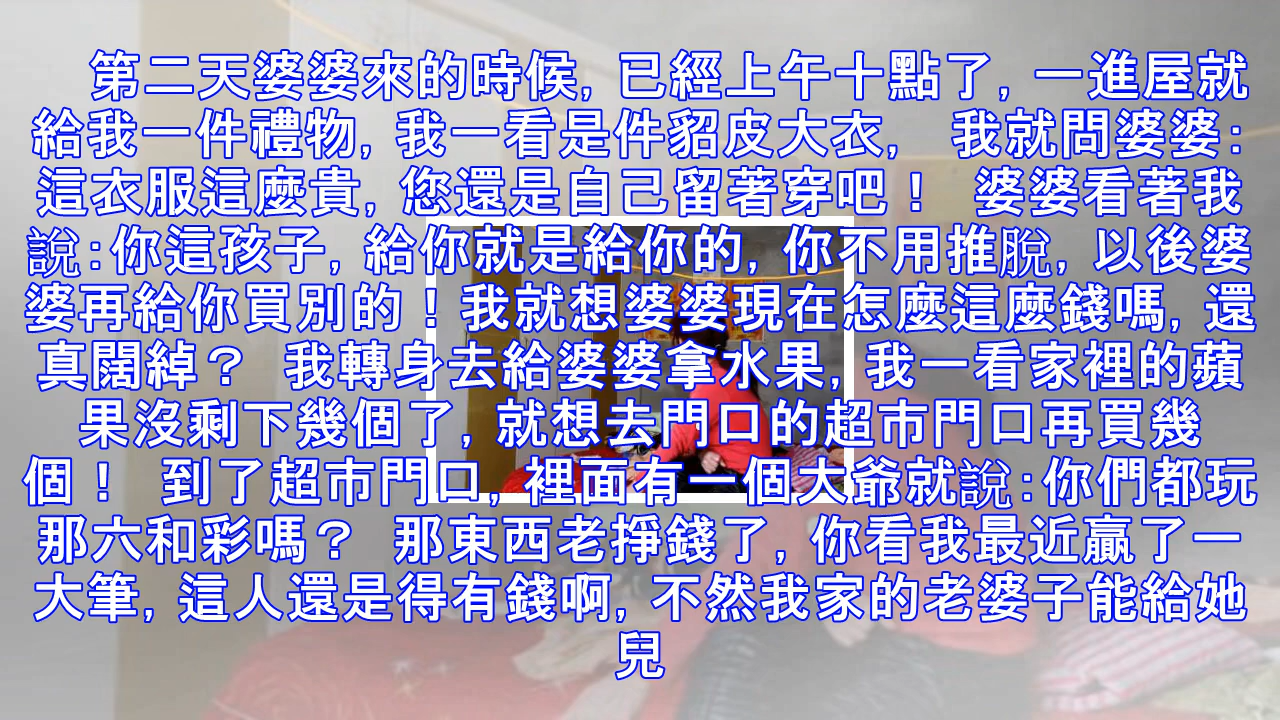 第二天婆婆來的時候, 已經上午十點了, 一進屋就
給我一件禮物, 我一看是件貂皮大衣, 我就問婆婆:
這衣服這麼貴, 您還是自己留著穿吧！ 婆婆看著我
說:你這孩子, 給你就是給你的, 你不用推脫, 以後婆
婆再給你買別的！我就想婆婆現在怎麼這麼錢嗎, 還
真闊綽？ 我轉身去給婆婆拿水果, 我一看家裡的蘋
果沒剩下幾個了, 就想去門口的超市門口再買幾
個！ 到了超市門口, 裡面有一個大爺就說:你們都玩
那六和彩嗎？ 那東西老掙錢了, 你看我最近贏了一
大筆, 這人還是得有錢啊, 不然我家的老婆子能給她
兒